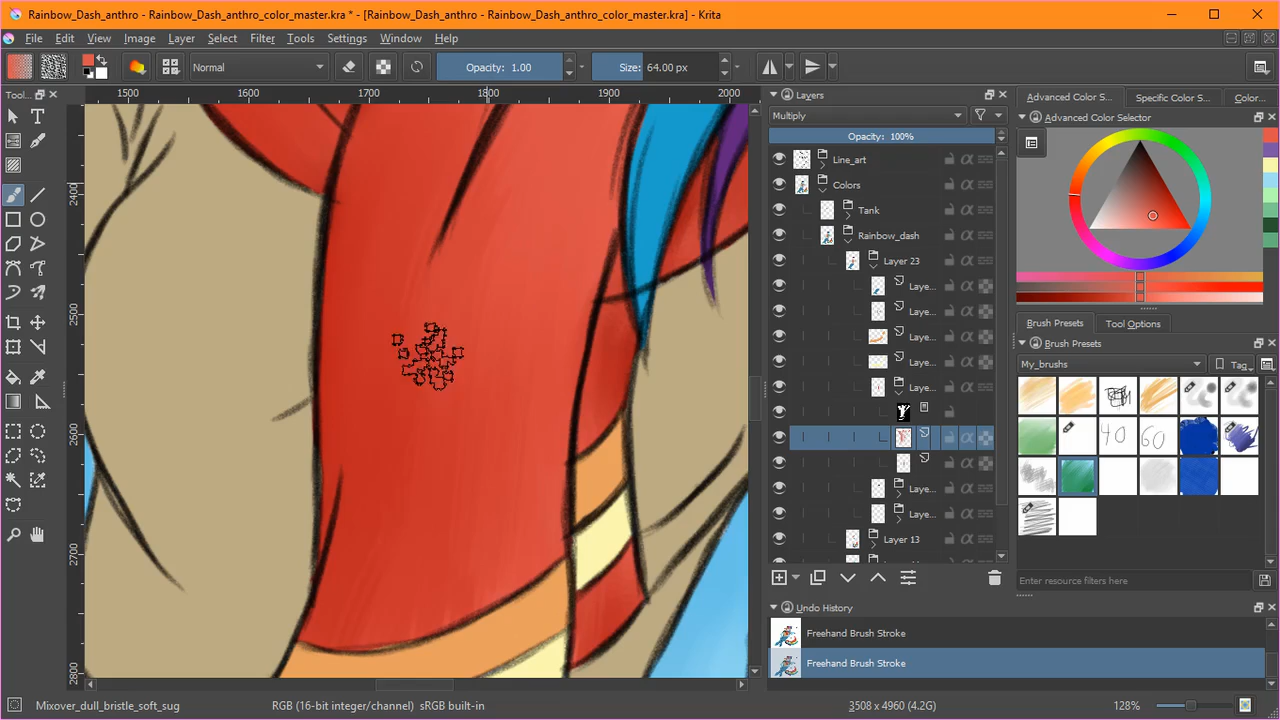 Rainbow_Dash_anthro - Rainbow_Dash_anthro_color_master.kra * - [Rainbow_Dash_anthro - Rainbow_Dash_anthro_color_master.kra] - Krita
File Edit View Image Layer Select Filter Tools Settings Window Help
Normal Opacity: 1.00 Size: 64.00 px
Tool...
1500 1600 1700 1800 1900 2000
2400
2500
2600
2700
2800
Layers
Multiply
Opacity: 100%
Line_art
Colors
Tank
Rainbow_dash
Layer 23
Laye...
Laye...
Laye...
Laye...
Laye...
Laye...
Laye...
Layer 13
Undo History
Freehand Brush Stroke
Freehand Brush Stroke
Advanced Color S... Specific Color S... Color...
Advanced Color Selector
Brush Presets Tool Options
Brush Presets
My_brushes Tag
40 60
Enter resource filters here
Mixover_dull_bristle_soft_sug RGB (16-bit integer/channel) sRGB built-in 3508 x 4960 (4.2G) 128%